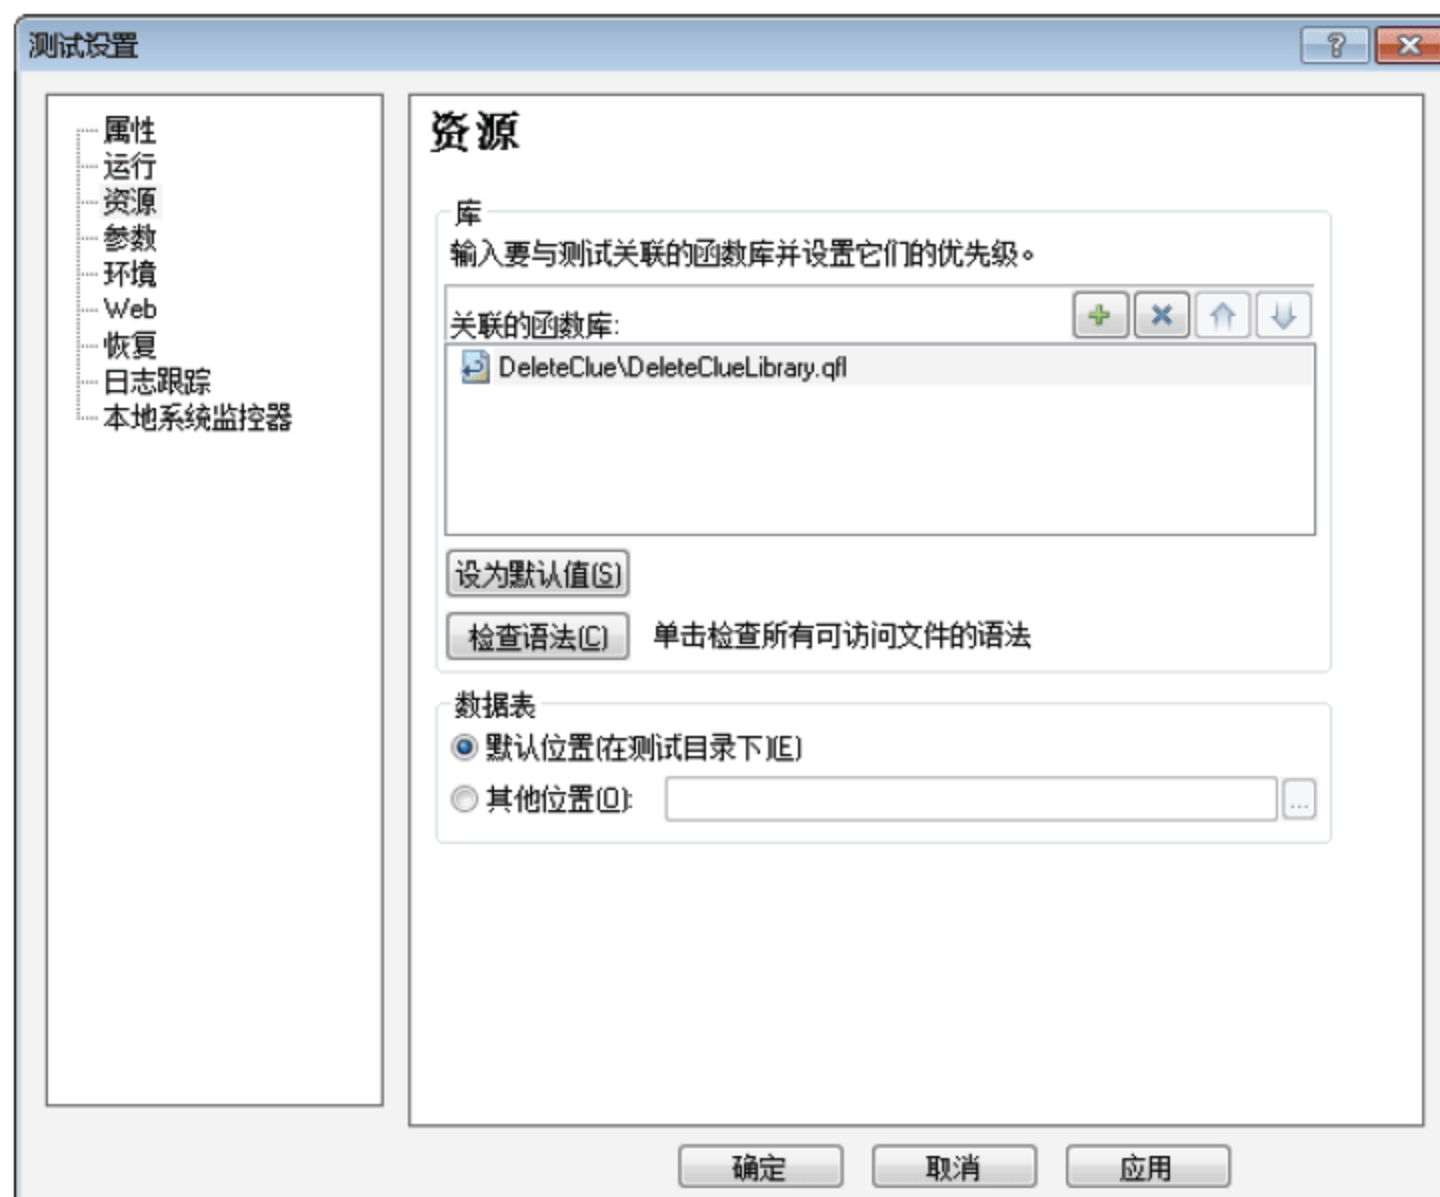 测试设置
属性
运行
资源
参数
环境
Web
恢复
日志跟踪
本地系统监控器
资源
库
输入要与测试关联的函数库并设置它们的优先级。
关联的函数库:
DeleteClue\DeleteClueLibrary.qfl
设为默认值(S)
检查语法(C) 单击检查所有可访问文件的语法
数据表
默认位置(在测试目录下)(E)
其他位置(O): ...
确定 取消 应用